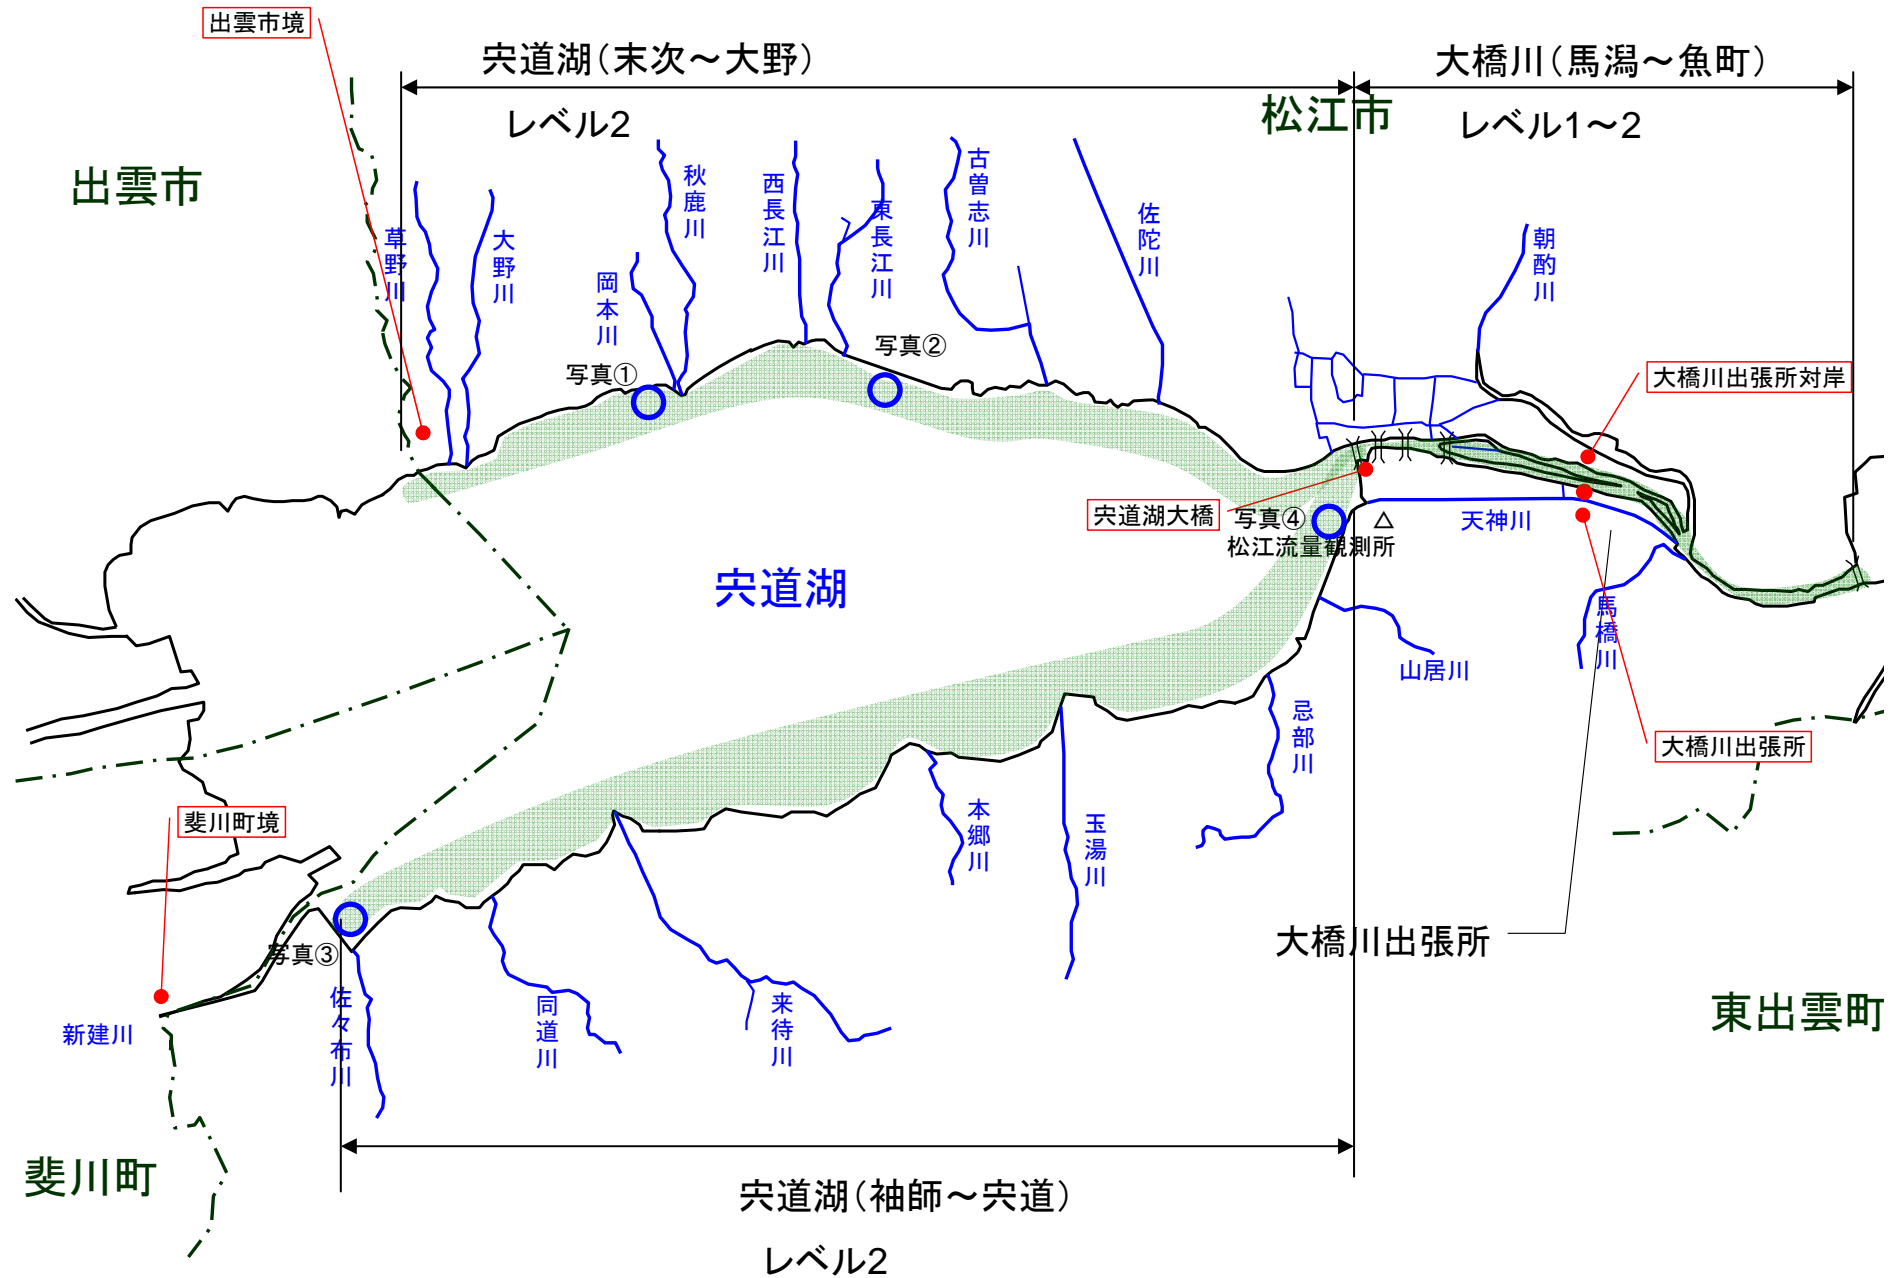 出雲市境
宍道湖（末次～大野）
大橋川（馬潟～魚町）
レベル2
松江市
レベル1～2
出雲市
草野川
大野川
岡本川
秋鹿川
西長江川
東長江川
古曽志川
佐陀川
朝酌川
写真①
写真②
大橋川出張所対岸
宍道湖大橋
写真④
松江流量観測所
天神川
宍道湖
馬橋川
山居川
忌部川
大橋川出張所
斐川町境
本郷川
玉湯川
大橋川出張所
写真③
新建川
佐々布川
同道川
来待川
東出雲町
斐川町
宍道湖（袖師～宍道）
レベル2